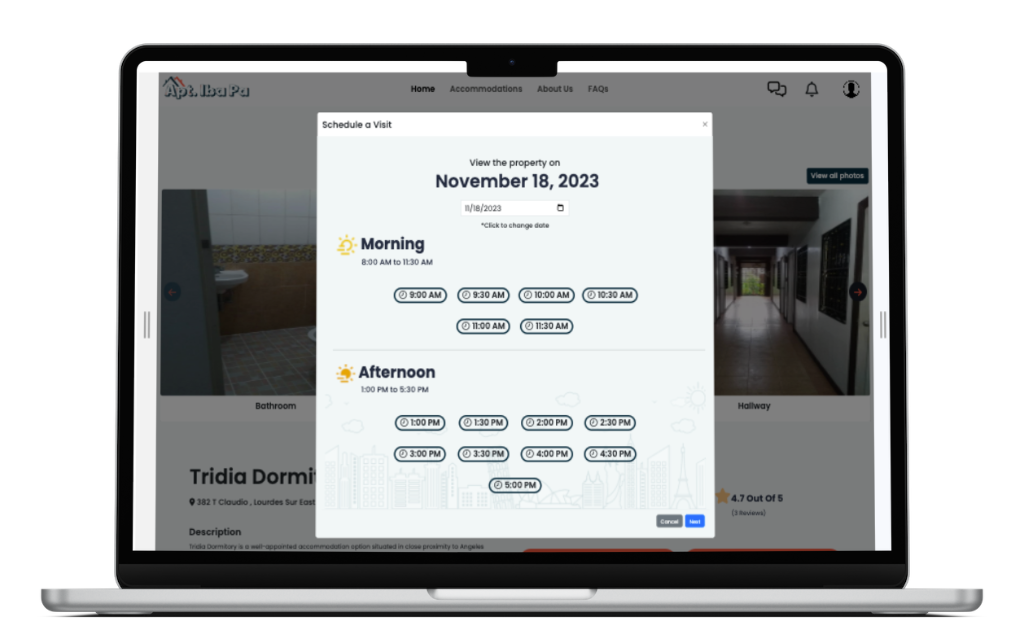 Apt. Iba Pa
Home Accommodations About Us FAQs
Schedule a Visit ×
View all photos
View the property on
November 18, 2023
11/18/2023
*Click to change date
Morning
8:00 AM to 11:30 AM
9:00 AM 9:30 AM 10:00 AM 10:30 AM
11:00 AM 11:30 AM
Afternoon
1:00 PM to 5:30 PM
1:00 PM 1:30 PM 2:00 PM 2:30 PM
3:00 PM 3:30 PM 4:00 PM 4:30 PM
5:00 PM
Cancel Next
Bathroom
Hallway
Tridia Dormi
382 T Claudio , Lourdes Sur East
4.7 Out Of 5
(3 Reviews)
Description
Tridia Dormitory is a well-appointed accommodation option situated in close proximity to Angeles